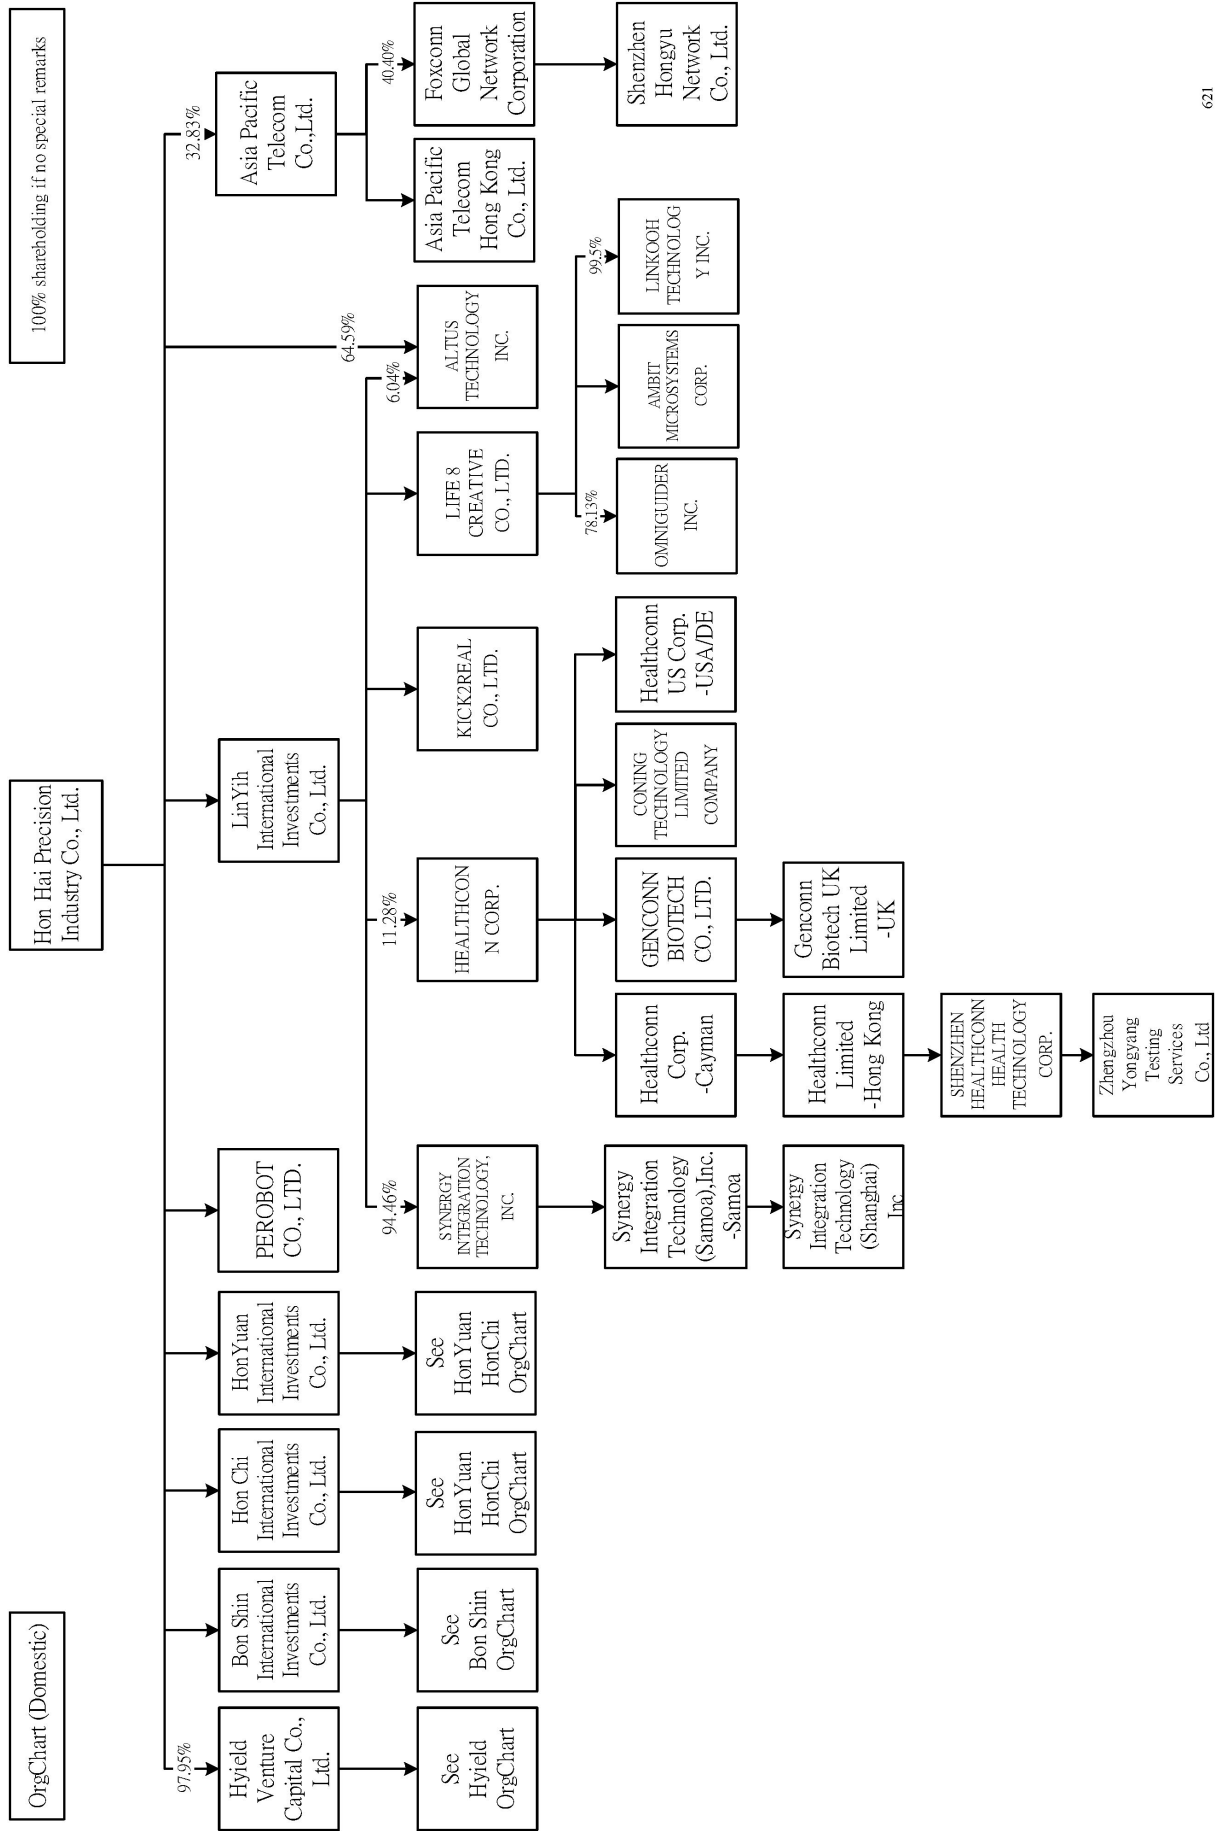 OrgChart (Domestic)
Hon Hai Precision
Industry Co., Ltd.
100% shareholding if no special remarks
97.95%
32.83%
Hyield
Venture
Capital Co.,
Ltd.
Bon Shin
International
Investments
Co., Ltd.
Hon Chi
International
Investments
Co., Ltd.
HonYuan
International
Investments
Co., Ltd.
PEROBOT
CO., LTD.
LinYih
International
Investments
Co., Ltd.
Asia Pacific
Telecom
Co.,Ltd.
94.46%
11.28%
6.04%
64.59%
40.40%
See
Hyield
OrgChart
See
Bon Shin
OrgChart
See
HonYuan
HonChi
OrgChart
See
HonYuan
HonChi
OrgChart
SYNERGY
INTEGRATION
TECHNOLOGY,
INC.
HEALTHCON
N CORP.
KICK2REAL
CO., LTD.
LIFE 8
CREATIVE
CO., LTD.
ALTUS
TECHNOLOGY
INC.
Asia Pacific
Telecom
Hong Kong
Co., Ltd.
Foxconn
Global
Network
Corporation
78.13%
99.5%
Synergy
Integration
Technology
(Samoa),Inc.
-Samoa
Healthconn
Corp.
-Cayman
GENCONN
BIOTECH
CO., LTD.
CONING
TECHNOLOGY
LIMITED
COMPANY
Healthconn
US Corp.
-USA/DE
OMNIGUIDER
INC.
AMBIT
MICROSYSTEMS
CORP.
LINKOOH
TECHNOLOG
Y INC.
Shenzhen
Hongyu
Network
Co., Ltd.
Synergy
Integration
Technology
(Shanghai)
Inc
Healthconn
Limited
-Hong Kong
Genconn
Biotech UK
Limited
-UK
SHENZHEN
HEALTHCONN
HEALTH
TECHNOLOGY
CORP.
Zhengzhou
Yongyang
Testing
Services
Co., Ltd
621